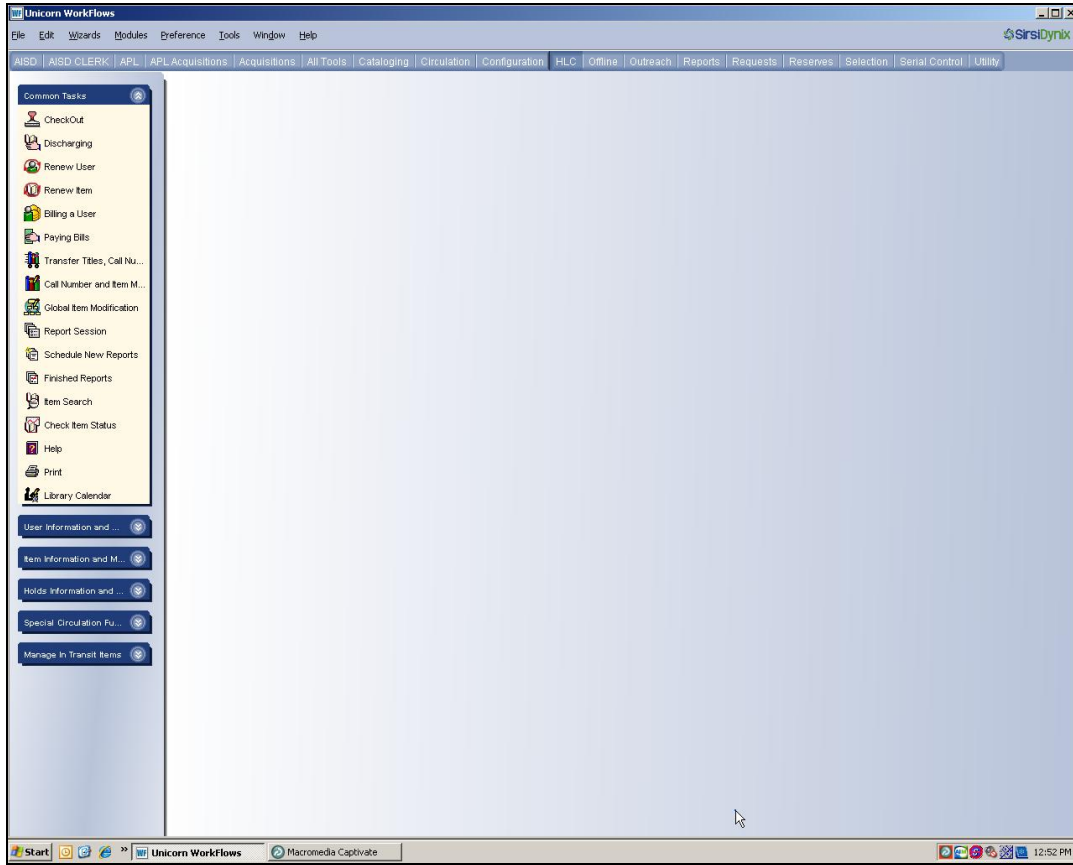 Unicorn WorkFlows
File Edit Wizards Modules Preference Tools Window Help
SirsiDynix
AISD AISD CLERK APL APL Acquisitions Acquisitions All Tools Cataloging Circulation Configuration HLC Offline Outreach Reports Requests Reserves Selection Serial Control Utility
Common Tasks
CheckOut
Discharging
Renew User
Renew Item
Billing a User
Paying Bills
Transfer Titles, Call Nu...
Call Number and Item M...
Global Item Modification
Report Session
Schedule New Reports
Finished Reports
Item Search
Check Item Status
Help
Print
Library Calendar
User Information and ...
Item Information and M...
Holds Information and ...
Special Circulation Fu...
Manage In Transit Items
Start » Unicorn WorkFlows Macromedia Captivate 12:52 PM